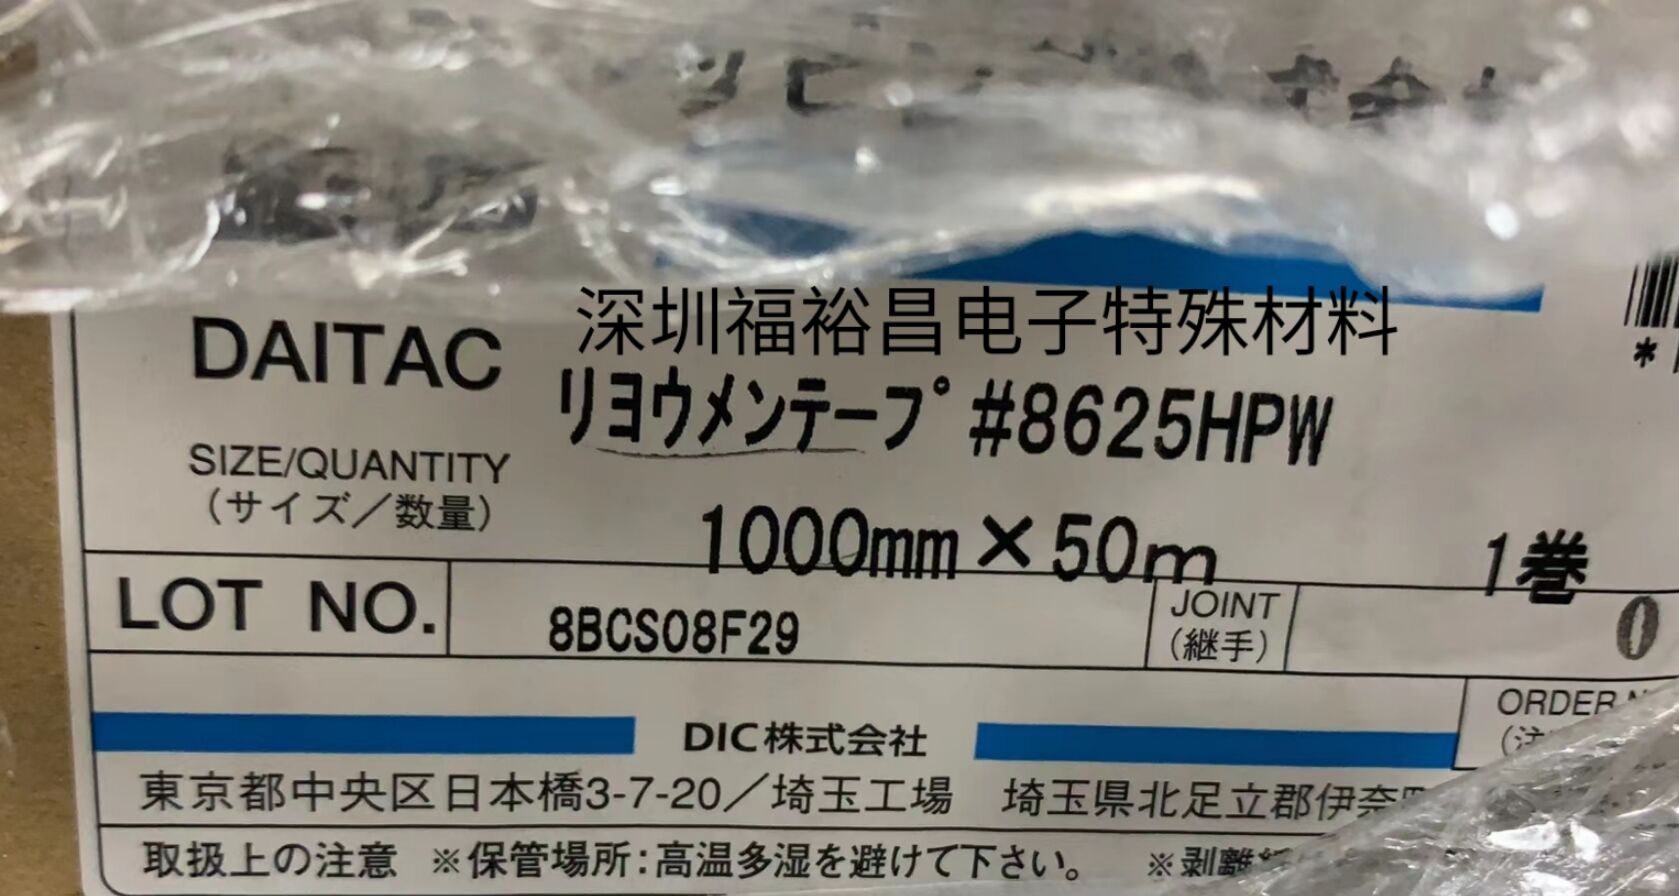 深圳福裕昌电子特殊材料
DAITAC リヨウメンテープ #8625HPW
SIZE/QUANTITY
(サイズ/数量)
1000mm×50m 1巻
LOT NO. 8BCS08F29 JOINT 0
(継手)
ORDER
DIC株式会社
東京都中央区日本橋3-7-20/埼玉工場 埼玉県北足立郡伊奈
取扱上の注意 ※保管場所:高温多湿を避けて下さい。 ※剥離